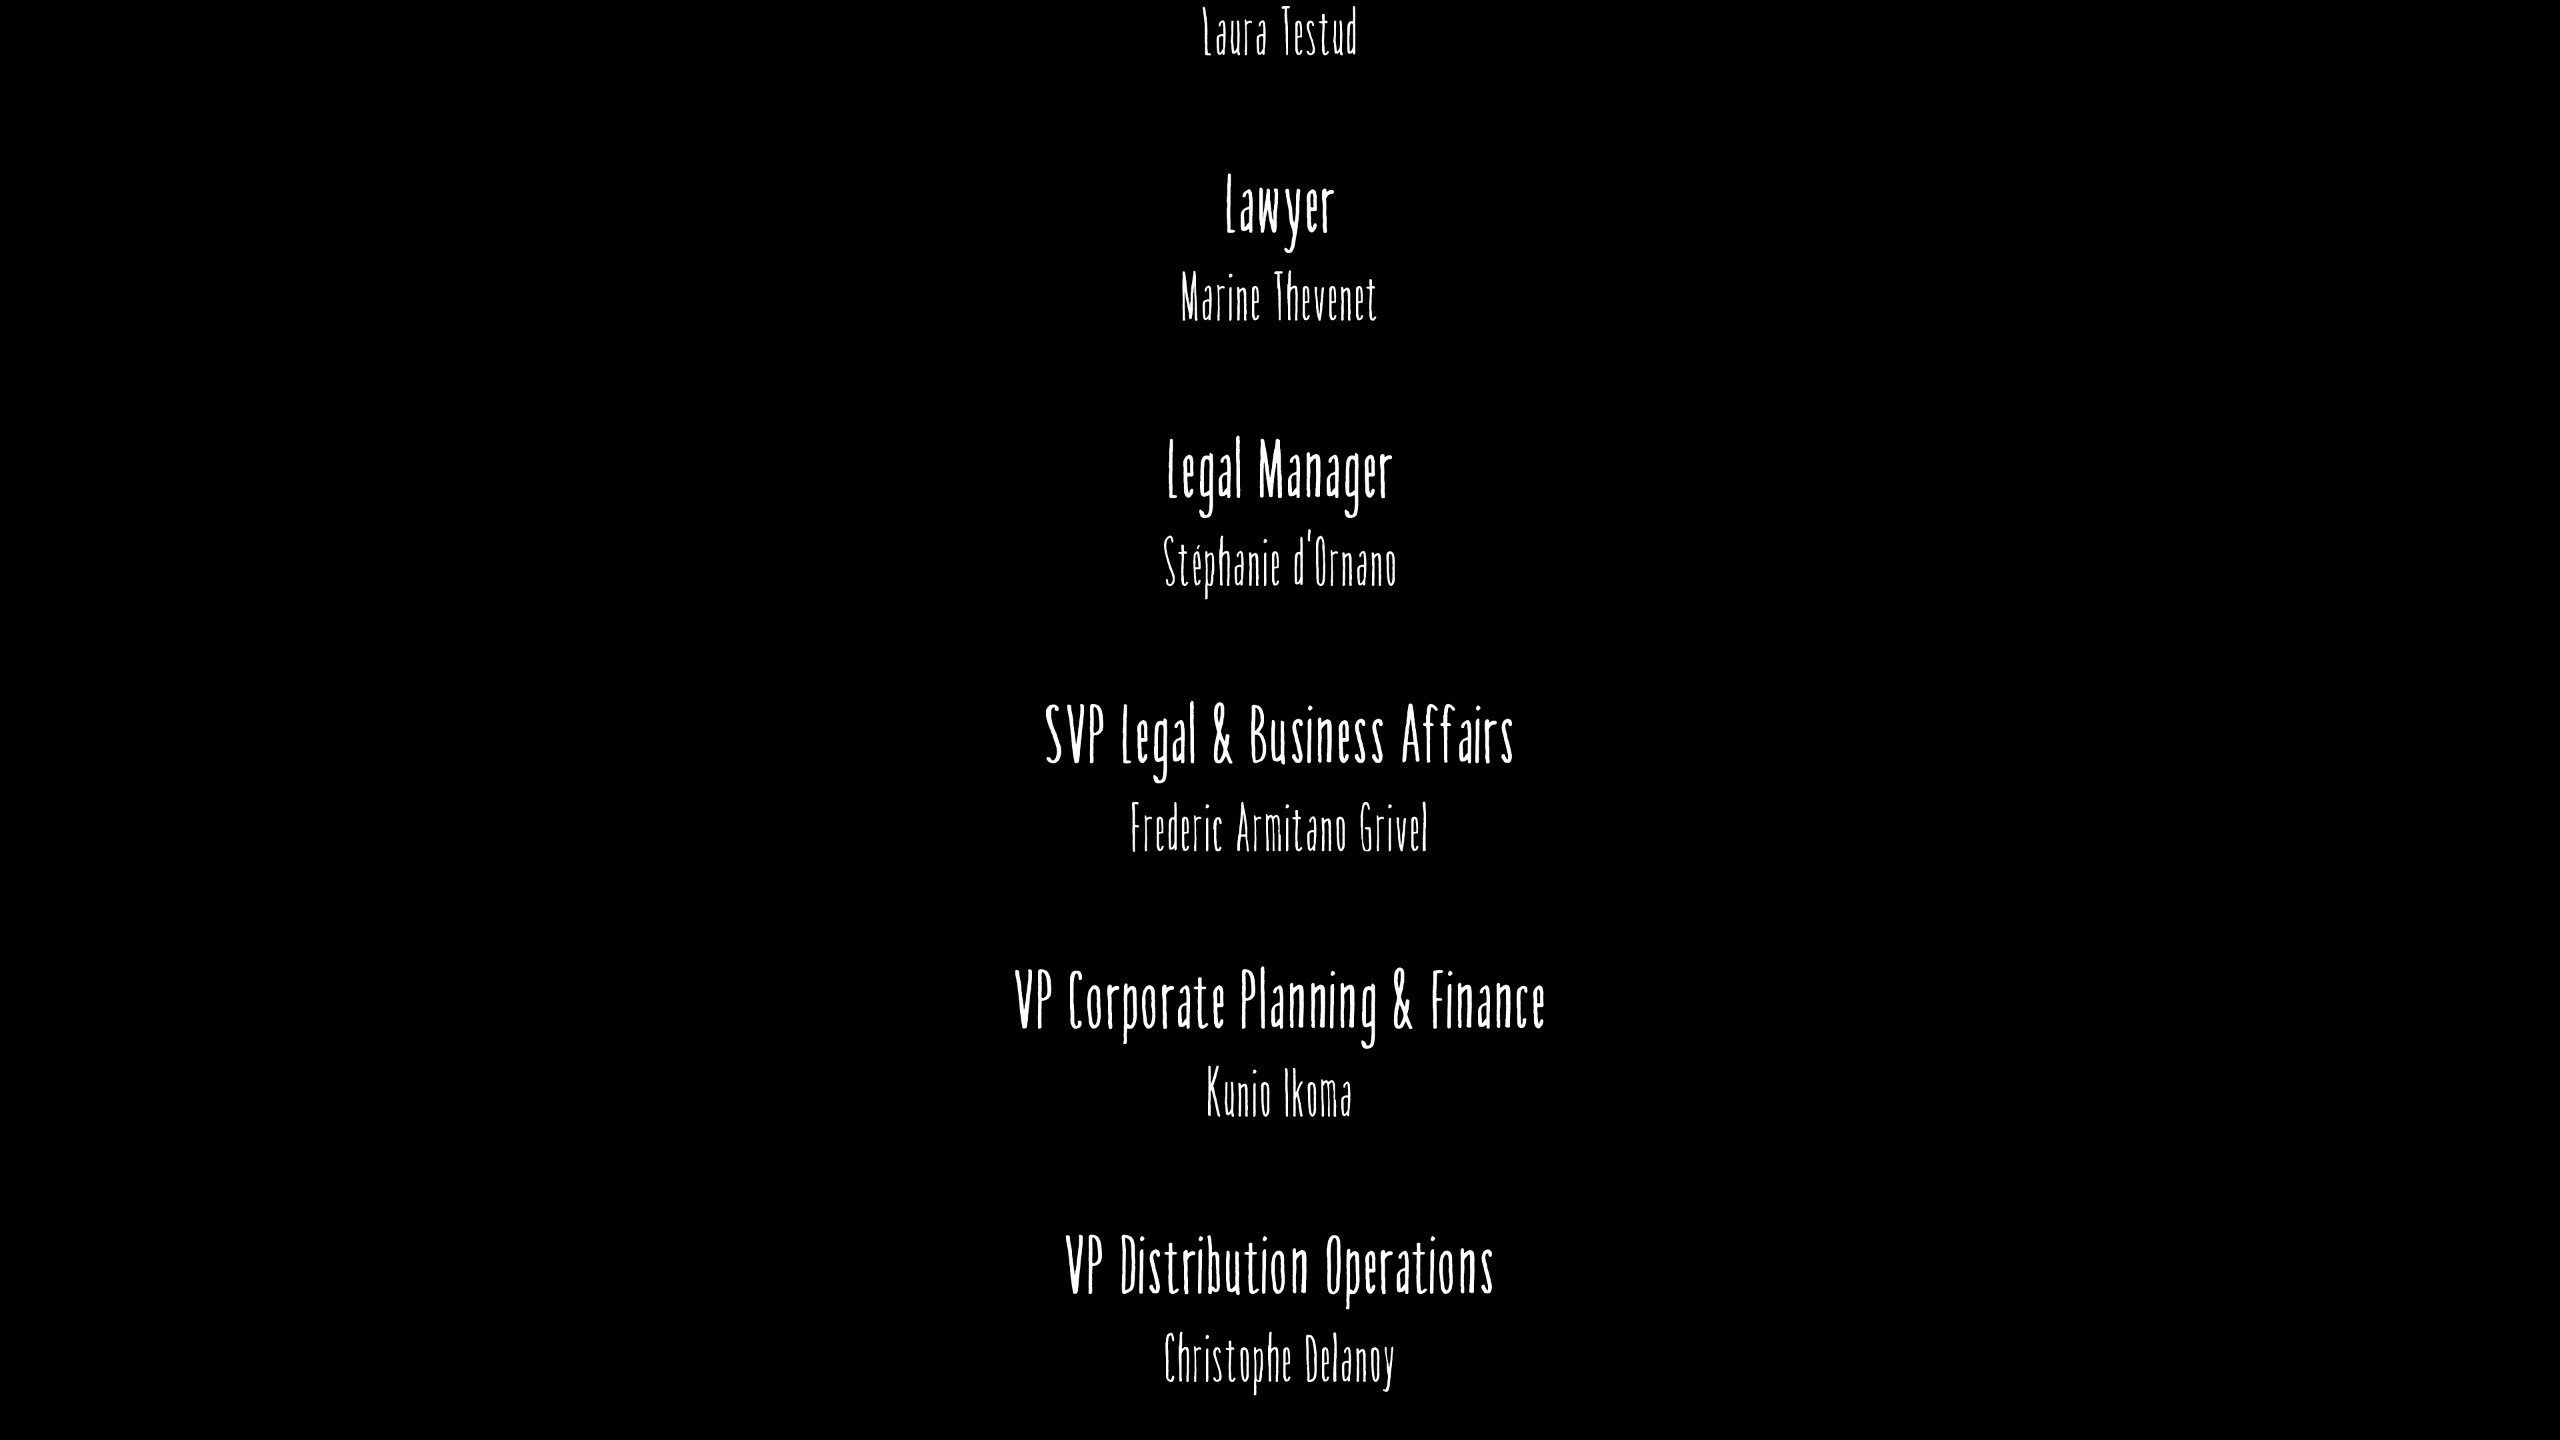 Laura Testud
Lawyer
Marine Thevenet
Legal Manager
Stéphanie d'Ornano
SVP Legal & Business Affairs
Frederic Armitano Grivel
VP Corporate Planning & Finance
Kunio Ikoma
VP Distribution Operations
Christophe Delanoy